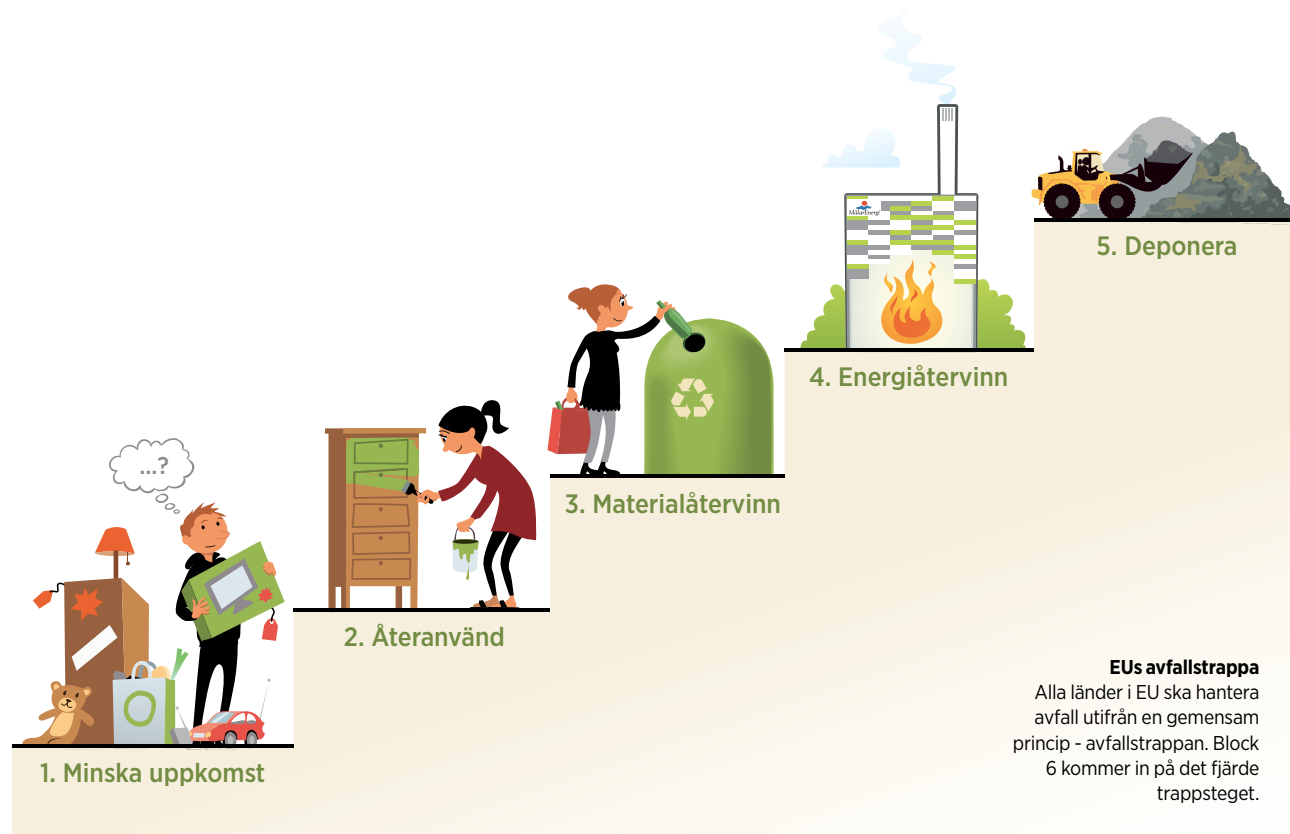 ...?
1. Minska uppkomst
2. Återanvänd
3. Materialåtervinn
MälarEnergi
4. Energiåtervinn
5. Deponera
EUs avfallstrappa
Alla länder i EU ska hantera
avfall utifrån en gemensam
princip - avfallstrappan. Block
6 kommer in på det fjärde
trappsteget.